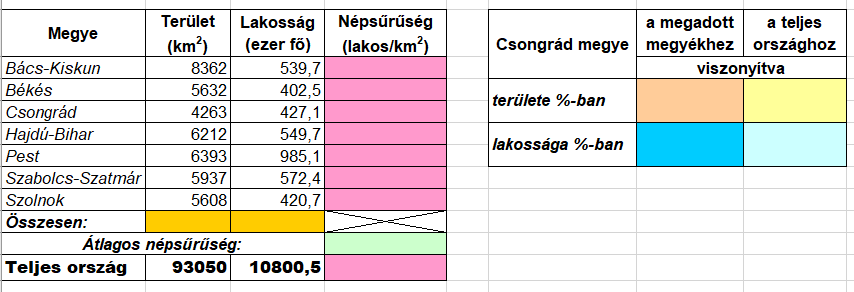 Megye Terület (km²) Lakosság (ezer fő) Népsűrűség (lakos/km²)
Bács-Kiskun 8362 539,7
Békés 5632 402,5
Csongrád 4263 427,1
Hajdú-Bihar 6212 549,7
Pest 6393 985,1
Szabolcs-Szatmár 5937 572,4
Szolnok 5608 420,7
Összesen:
Átlagos népsűrűség:
Teljes ország 93050 10800,5
Csongrád megye a megadott megyékhez a teljes országhoz
viszonyítva
területe %-ban
lakossága %-ban